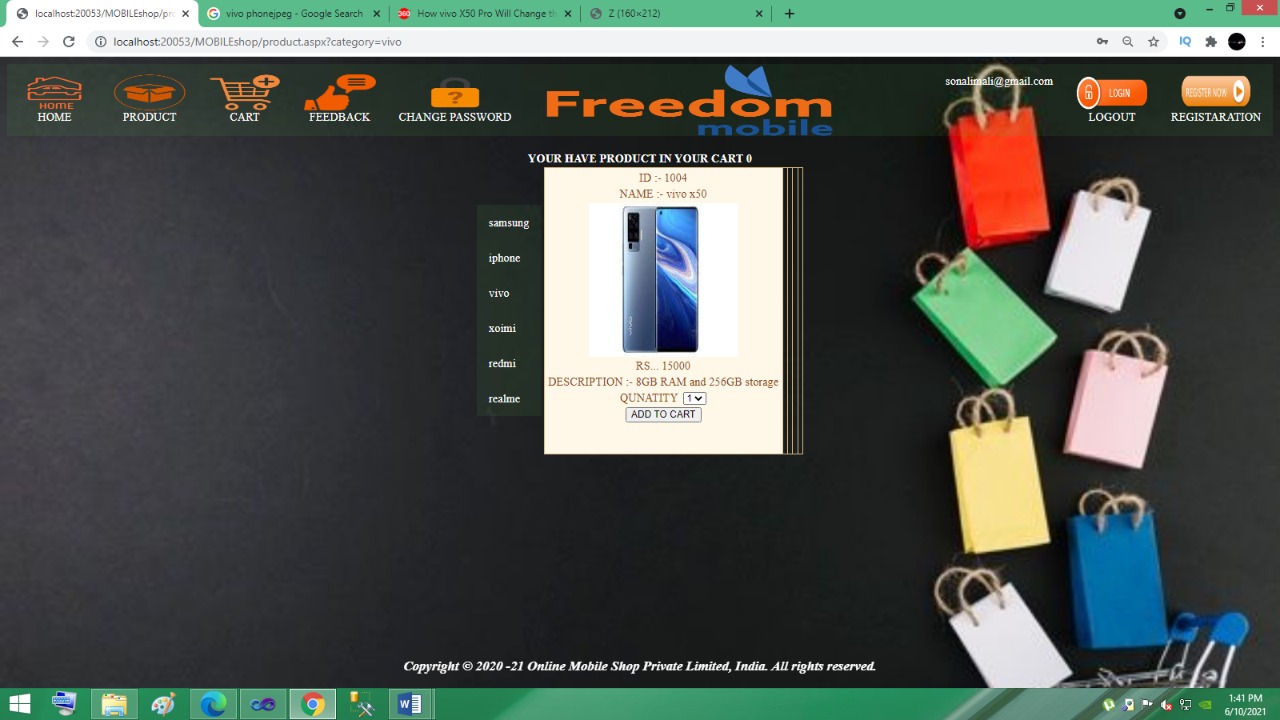 localhost:20053/MOBILEshop/pro
vivo phonejpeg - Google Search
How vivo X50 Pro Will Change th
Z (160×212)
localhost:20053/MOBILEshop/product.aspx?category=vivo
IQ
HOME
HOME
PRODUCT
CART
FEEDBACK
?
CHANGE PASSWORD
Freedom
mobile
sonalimali@gmail.com
LOGIN
LOGOUT
REGISTER NOW
REGISTARATION
YOUR HAVE PRODUCT IN YOUR CART 0
samsung
iphone
vivo
xoimi
redmi
realme
ID :- 1004
NAME :- vivo x50
vivo
RS... 15000
DESCRIPTION :- 8GB RAM and 256GB storage
QUNATITY 1
ADD TO CART
Copyright © 2020 -21 Online Mobile Shop Private Limited, India. All rights reserved.
1:41 PM
6/10/2021